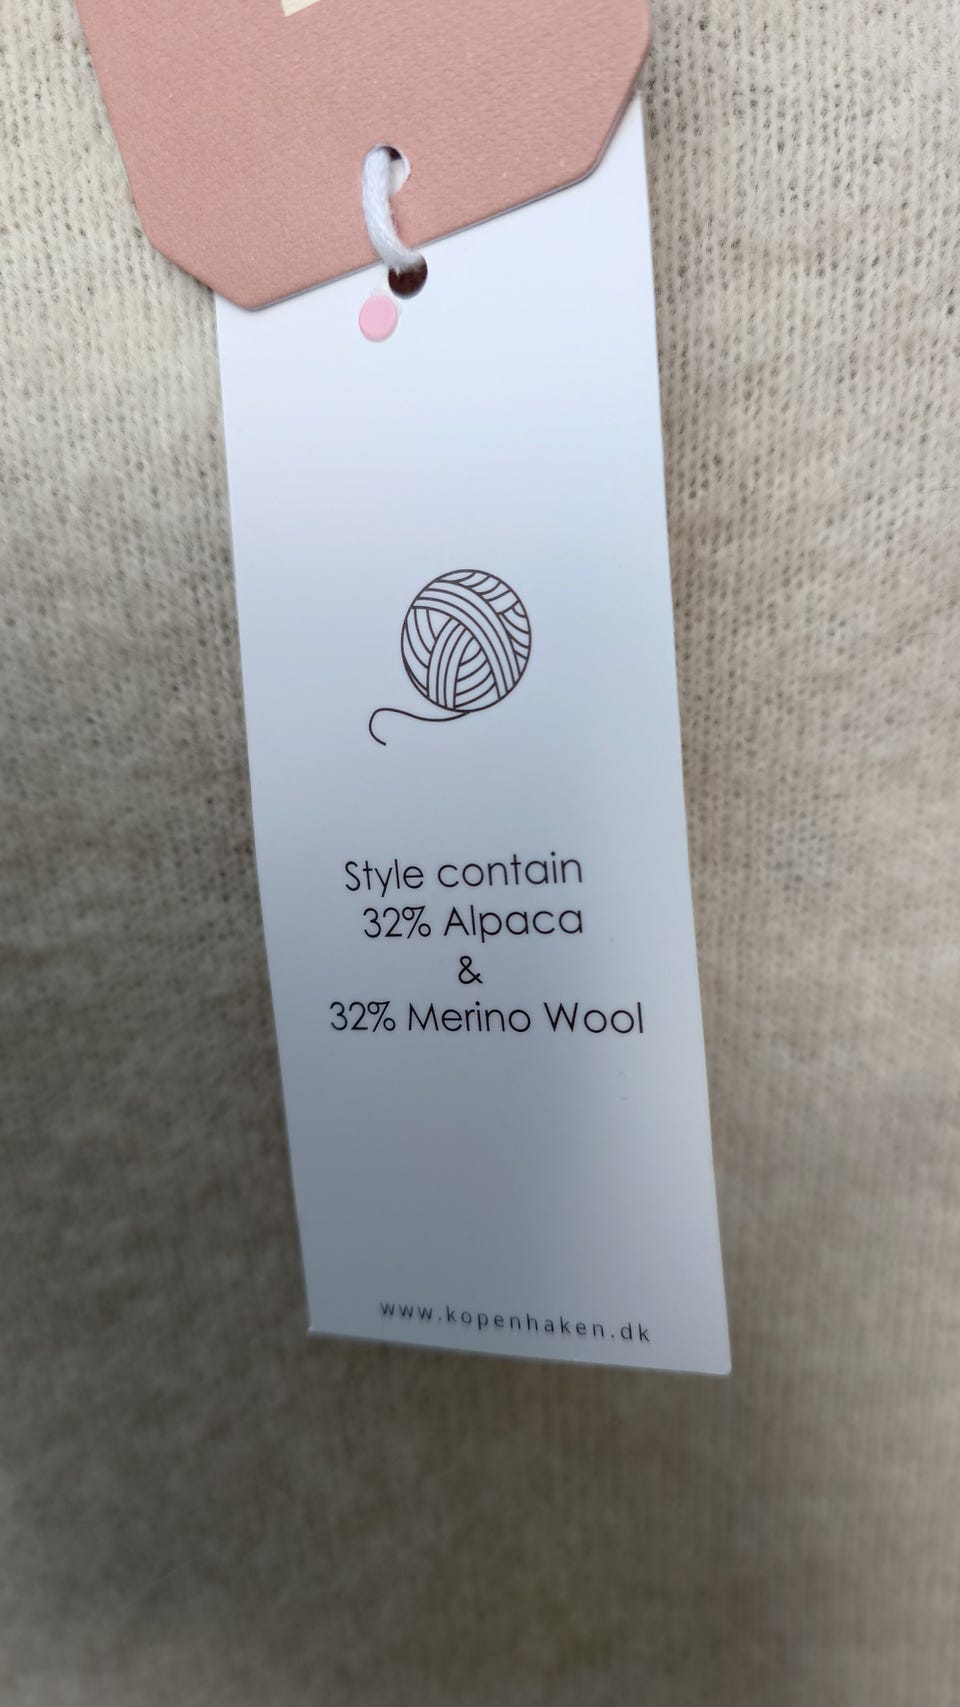 Style contain
32% Alpaca
&
32% Merino Wool
www.kopenhaken.dk